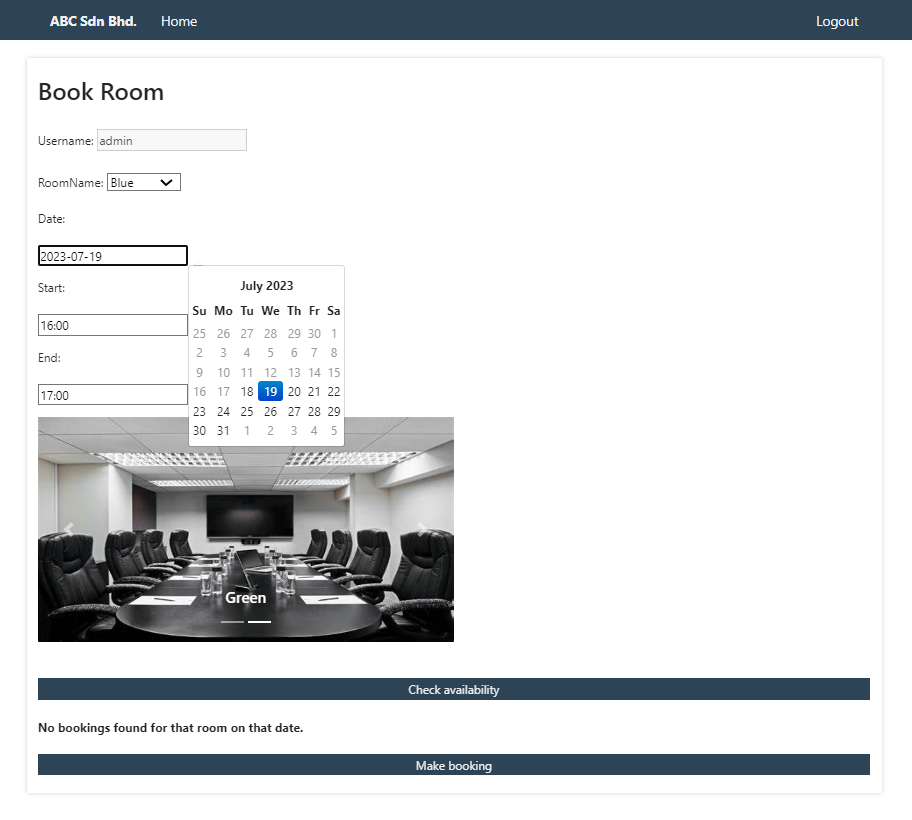 ABC Sdn Bhd. Home Logout
Book Room
Username: admin
RoomName: Blue
Date:
2023-07-19
July 2023
Su Mo Tu We Th Fr Sa
25 26 27 28 29 30 1
2 3 4 5 6 7 8
9 10 11 12 13 14 15
16 17 18 19 20 21 22
23 24 25 26 27 28 29
30 31 1 2 3 4 5
Start:
16:00
End:
17:00
Green
Check availability
No bookings found for that room on that date.
Make booking